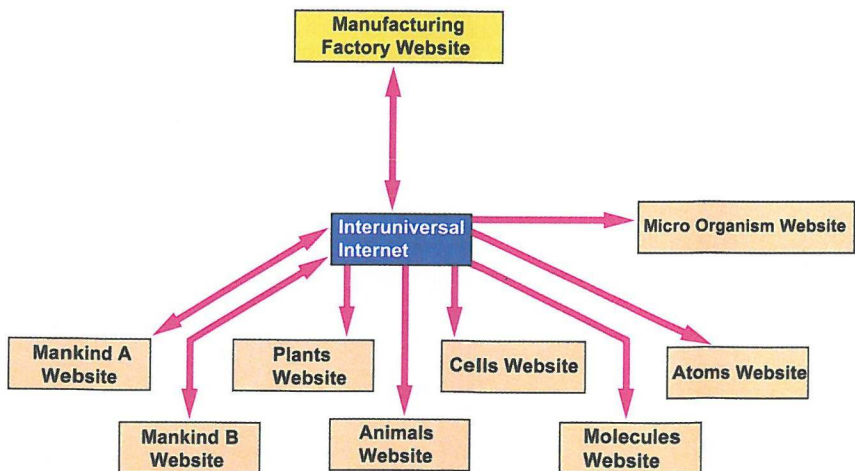 Manufacturing
Factory Website
Interuniversal
Internet
Micro Organism Website
Mankind A
Website
Plants
Website
Cells Website
Atoms Website
Mankind B
Website
Animals
Website
Molecules
Website